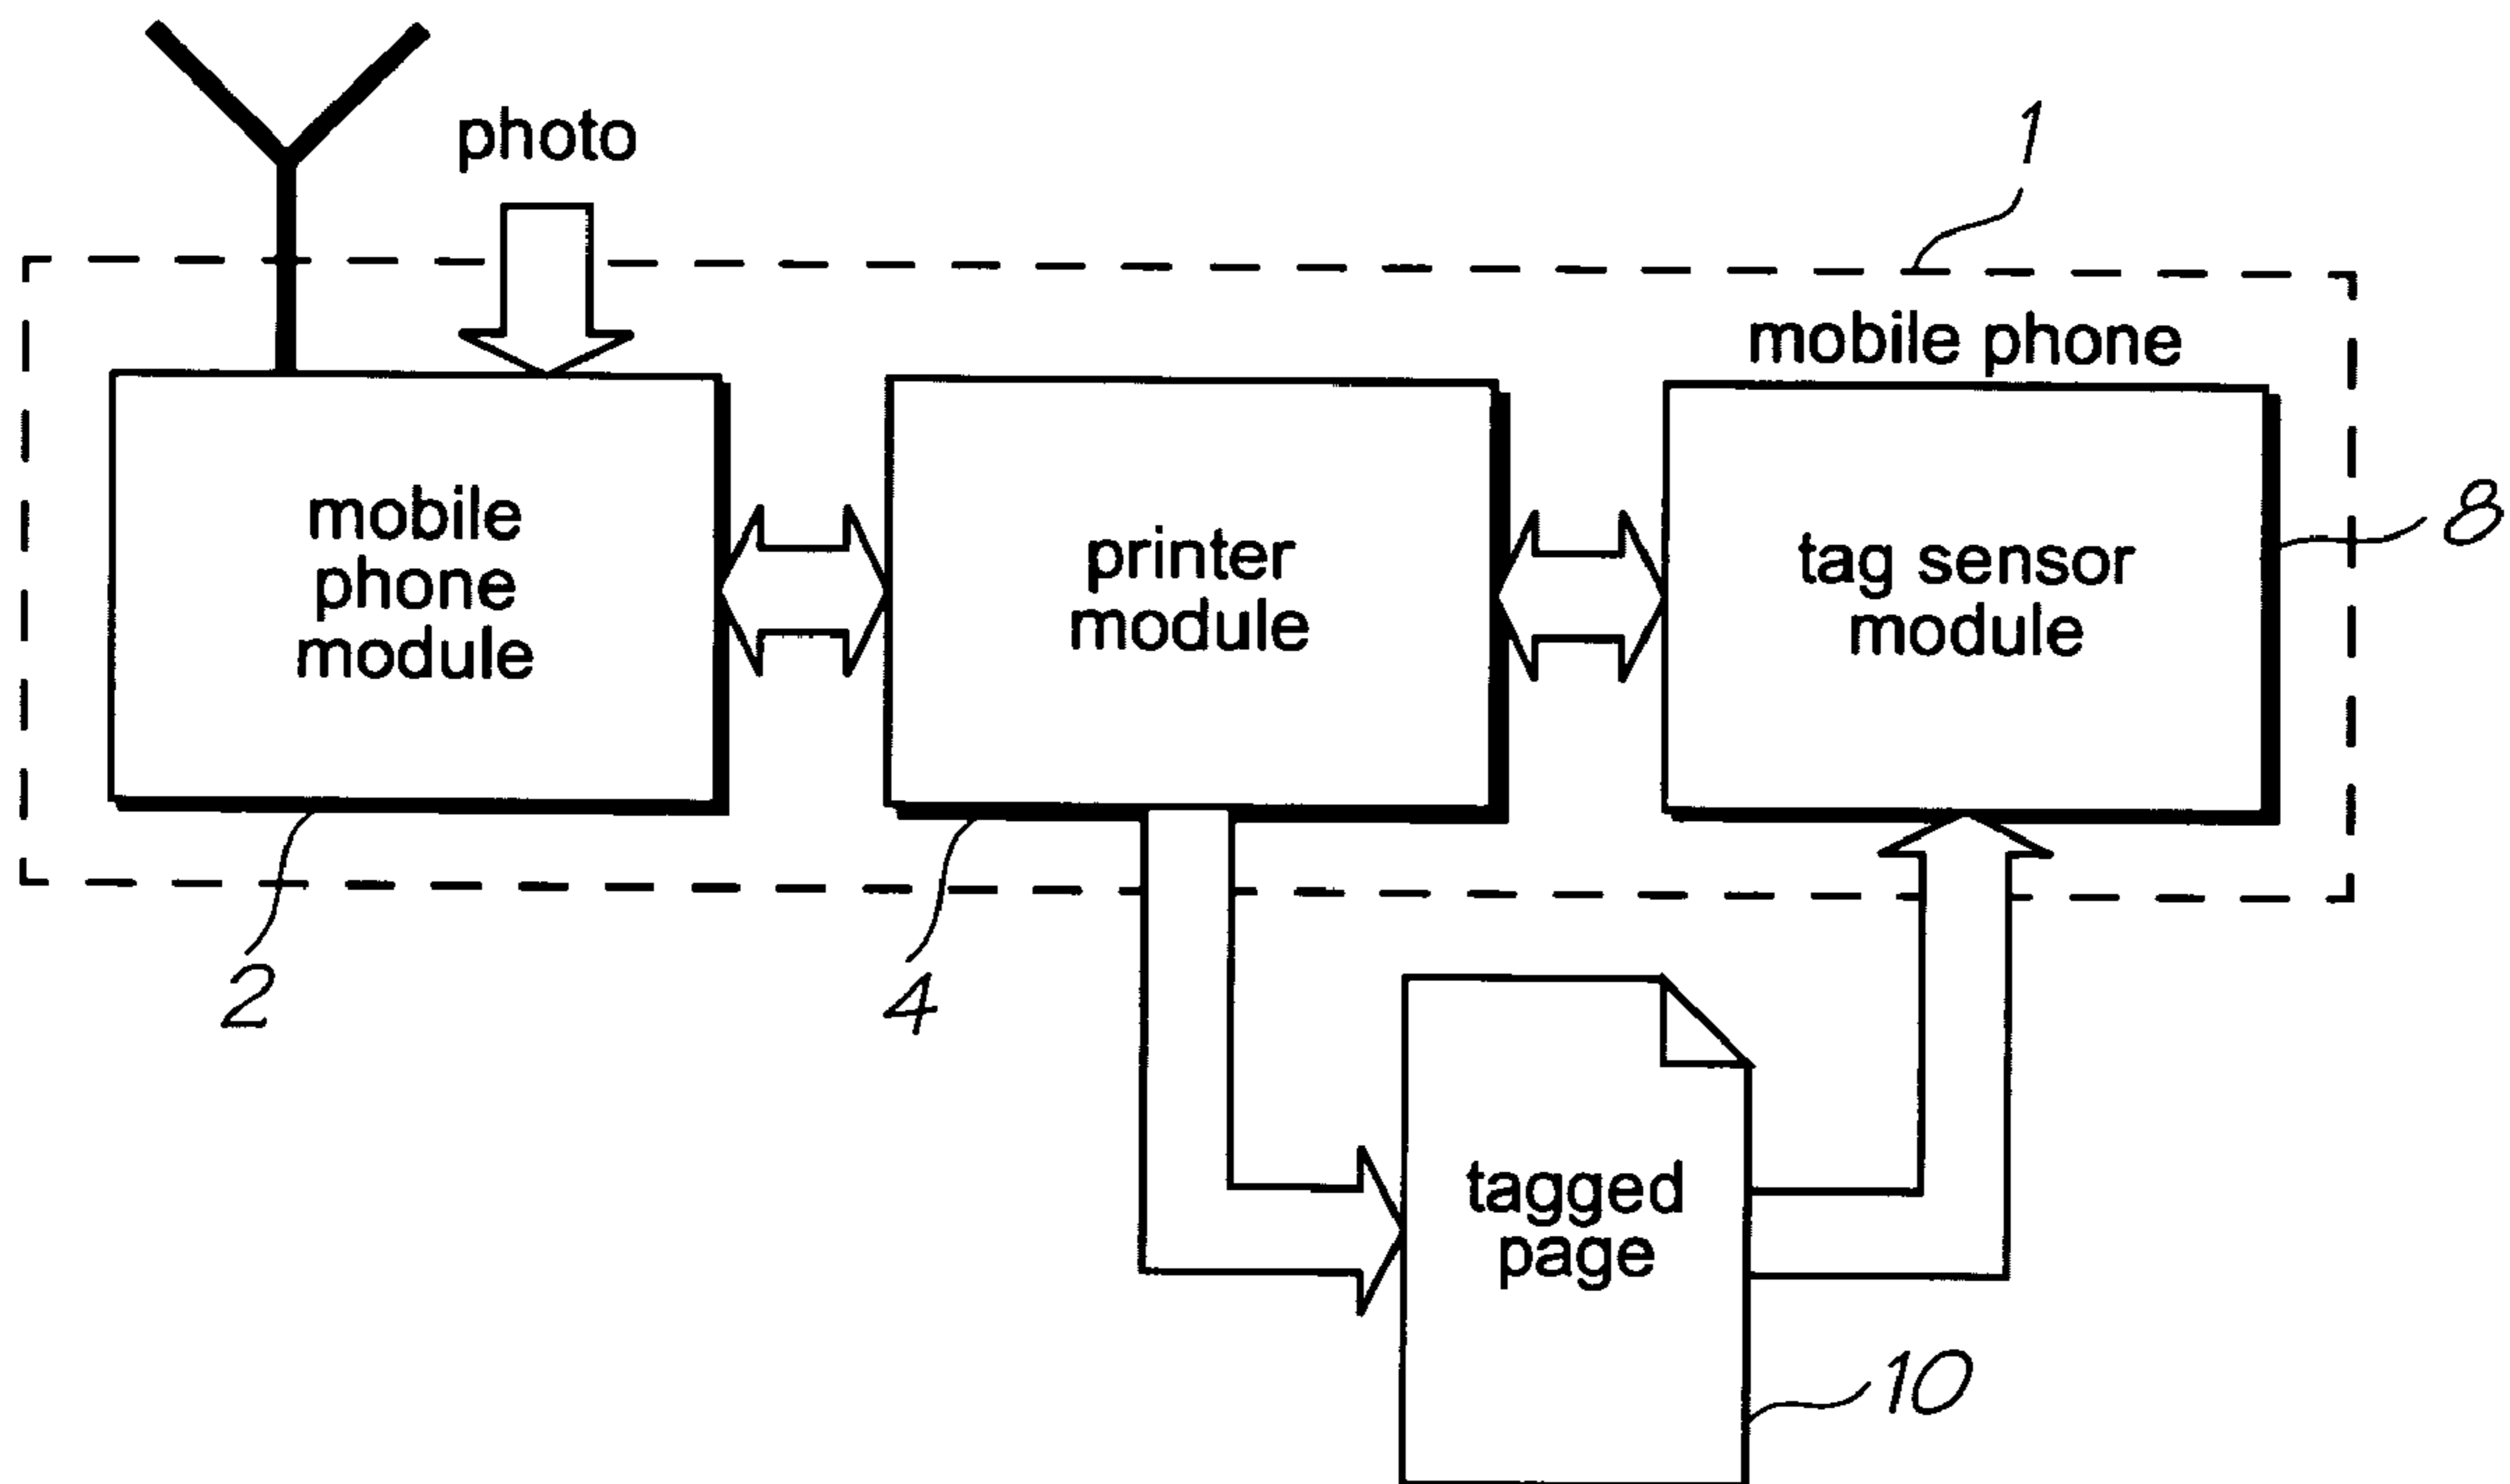 photo
1
mobile phone
mobile
phone
module
printer
module
tag sensor
module
8
2
4
tagged
page
10